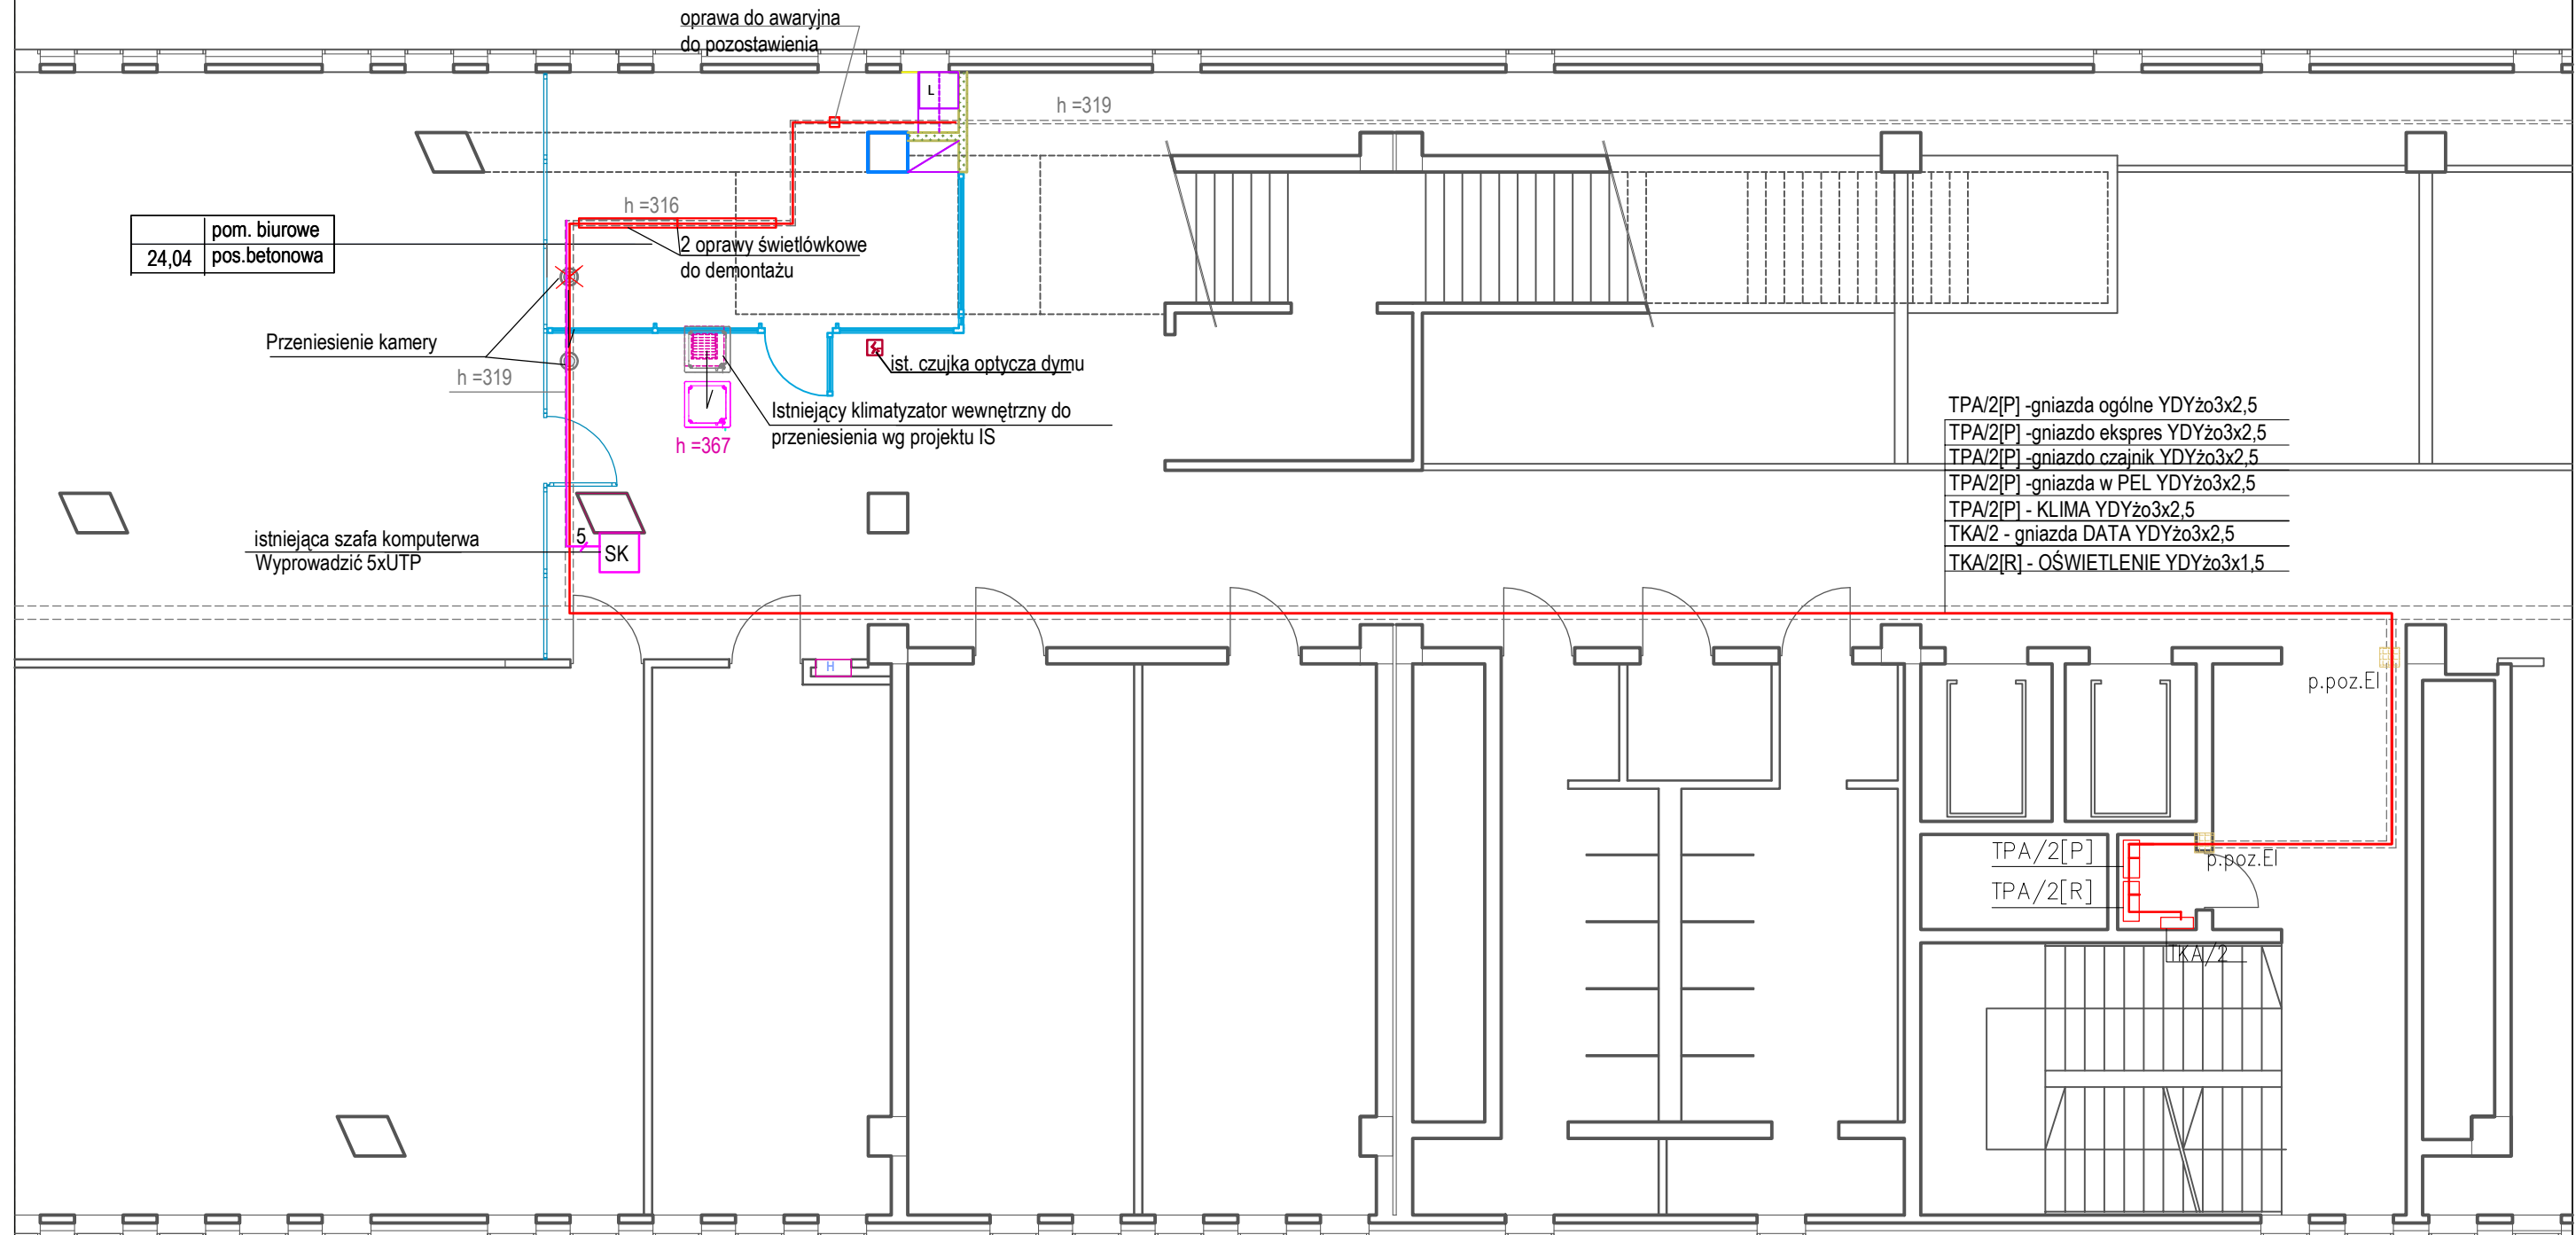 oprawa do awaryjna
do pozostawienia
L
h =319
h =316
pom. biurowe
24,04 pos.betonowa
2 oprawy świetlówkowe
do demontażu
Przeniesienie kamery
h =319
ist. czujka optycza dymu
Istniejący klimatyzator wewnętrzny do
przeniesienia wg projektu IS
h =367
TPA/2[P] -gniazda ogólne YDYżo3x2,5
TPA/2[P] -gniazdo ekspres YDYżo3x2,5
TPA/2[P] -gniazdo czajnik YDYżo3x2,5
TPA/2[P] -gniazda w PEL YDYżo3x2,5
TPA/2[P] - KLIMA YDYżo3x2,5
TKA/2 - gniazda DATA YDYżo3x2,5
TKA/2[R] - OŚWIETLENIE YDYżo3x1,5
istniejąca szafa komputerwa
Wyprowadzić 5xUTP
5
SK
H
p.poz.EI
TPA/2[P]
p.poz.EI
TPA/2[R]
TKA/2